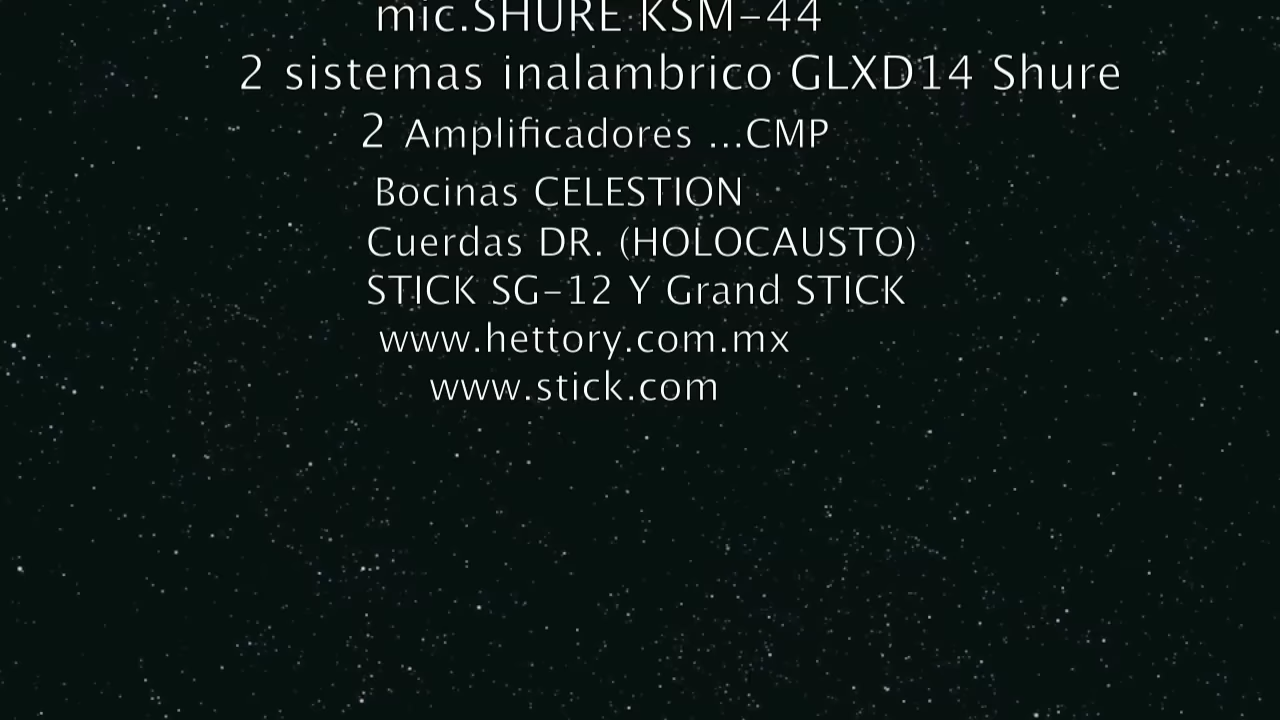 mic.SHURE KSM-44
2 sistemas inalambrico GLXD14 Shure
2 Amplificadores ...CMP
Bocinas CELESTION
Cuerdas DR. (HOLOCAUSTO)
STICK SG-12 Y Grand STICK
www.hettory.com.mx
www.stick.com